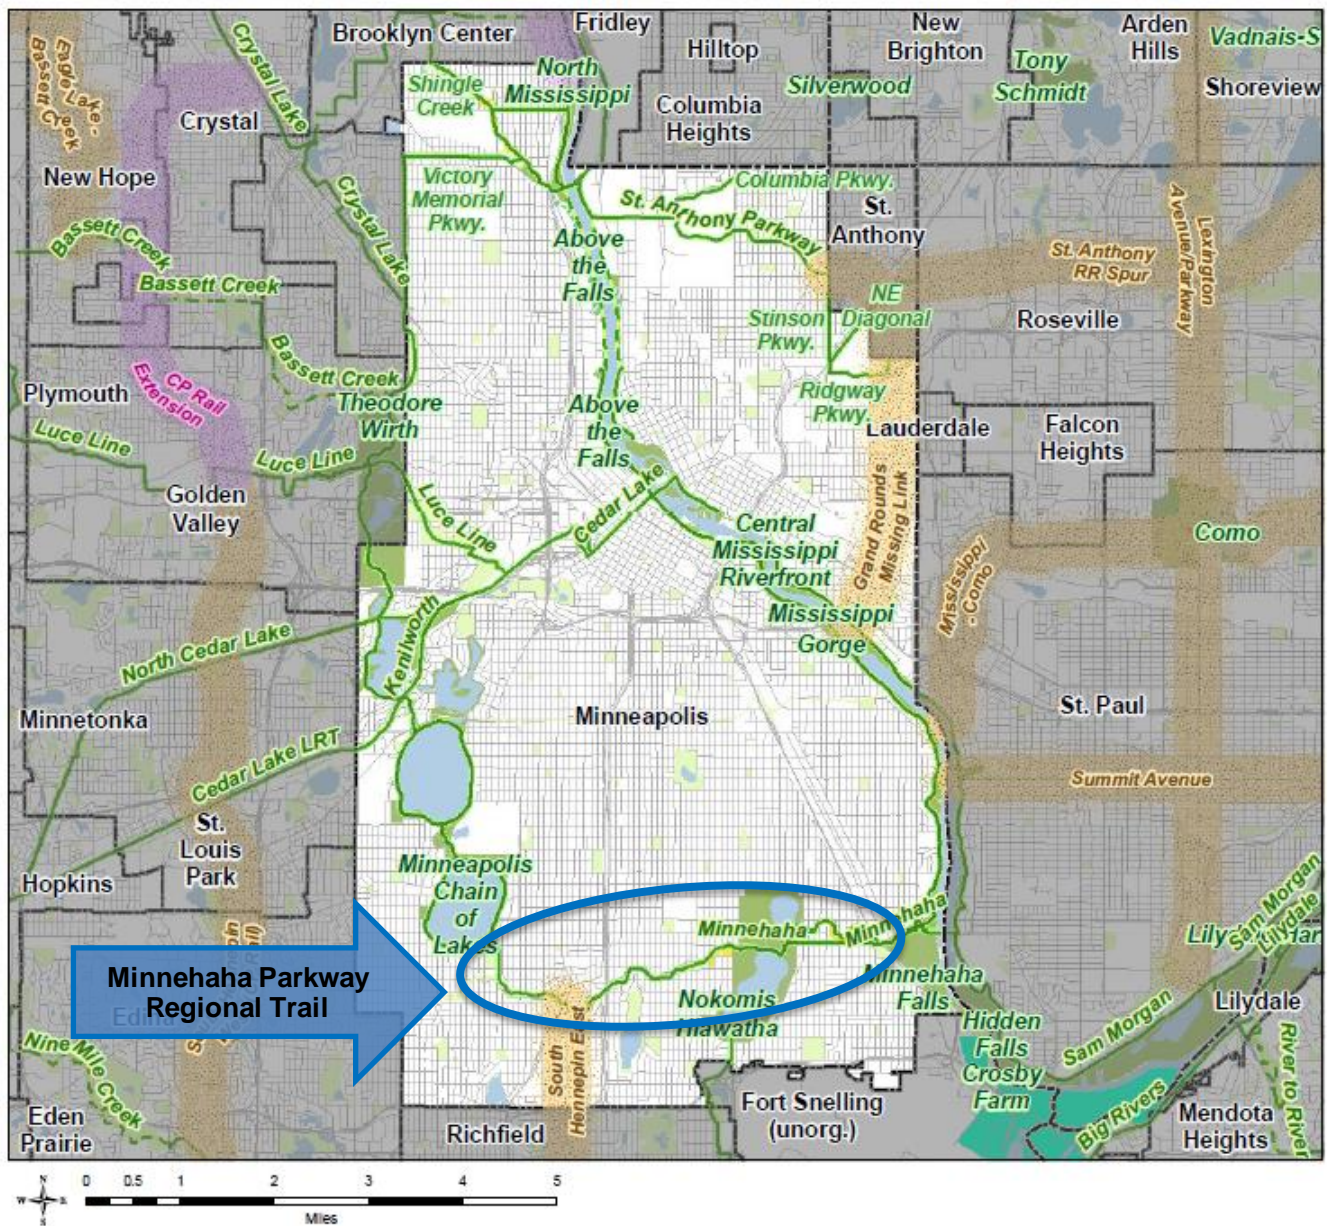 Brooklyn Center
Fridley
Hilltop
New
Brighton
Arden
Hills
Vadnais-S
Shoreview
Tony
Schmidt
Silverwood
Columbia
Heights
North
Mississippi
Shingle
Creek
Crystal Lake
Crystal
Eagle Lake -
Bassett Creek
New Hope
Victory
Memorial
Pkwy.
Crystal Lake
Columbia Pkwy.
St. Anthony Parkway
St.
Anthony
Above
the
Falls
St. Anthony
RR Spur
Lexington
Avenue/Parkway
Bassett Creek
Bassett Creek
Bassett Creek
NE
Diagonal
Stinson
Pkwy.
Roseville
Ridgway
Pkwy.
CP Rail
Extension
Plymouth
Theodore
Wirth
Above
the
Falls
Lauderdale
Falcon
Heights
Luce Line
Luce Line
Luce Line
Golden
Valley
Cedar Lake
Central
Mississippi
Riverfront
Grand Rounds
Missing Link
Como
Mississippi
- Como
Mississippi
Gorge
North Cedar Lake
Kenilworth
Minnetonka
Minneapolis
St. Paul
Cedar Lake LRT
Summit Avenue
St.
Louis
Park
Hopkins
Minneapolis
Chain
of
Lakes
Minnehaha
Minnehaha
Sam Morgan
Lilydale
Minnehaha Parkway
Regional Trail
Edina
Minnehaha
Falls
Nokomis
Hiawatha
Lilydale
Hidden
Falls
Crosby
Farm
Sam Morgan
Nine Mile Creek
South
Hennepin East
Big Rivers
River to River
Eden
Prairie
Richfield
Fort Snelling
(unorg.)
Mendota
Heights
N
W
E
S
0 0.5 1 2 3 4 5
Miles